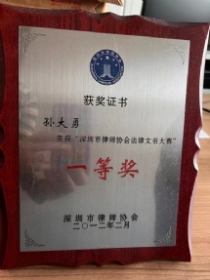 获奖证书
孙大勇
荣获“深圳市律师协会法律文书大赛”
一等奖
深圳市律师协会
二〇一二年二月